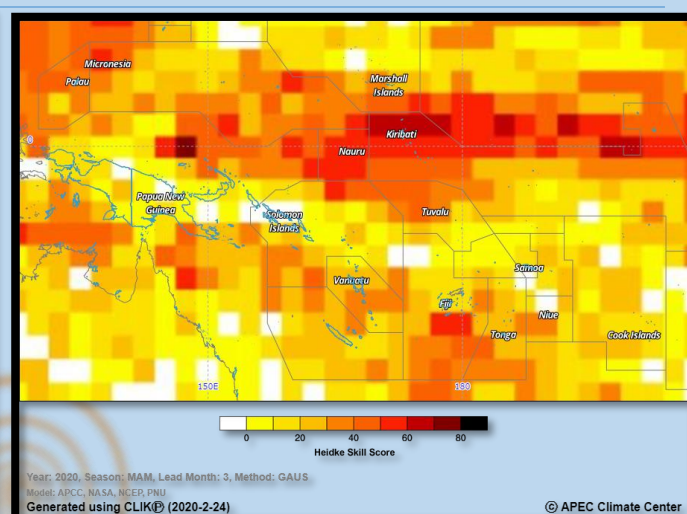 Micronesia
Palau
Marshall
Islands
Kiribati
0
Nauru
Papua New
Guinea
Solomon
Islands
Tuvalu
Samoa
Vanuatu
Fiji
Niue
Tonga
Cook Islands
150E
180
0 20 40 60 80
Heidke Skill Score
Year: 2020, Season: MAM, Lead Month: 3, Method: GAUS
Model: APCC, NASA, NCEP, PNU
Generated using CLIK℗ (2020-2-24)
© APEC Climate Center